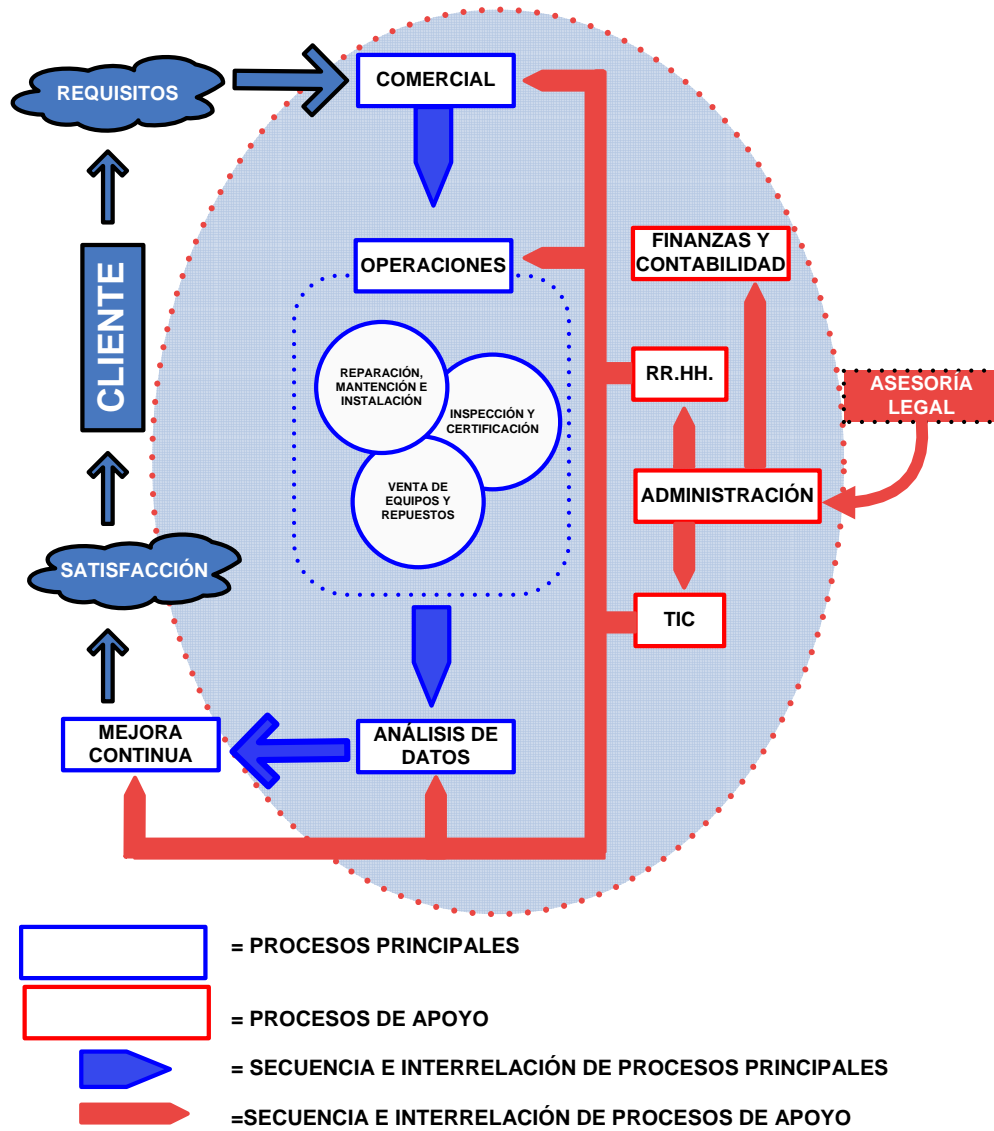 REQUISITOS
COMERCIAL
CLIENTE
OPERACIONES
FINANZAS Y
CONTABILIDAD
REPARACIÓN,
MANTENCIÓN E
INSTALACIÓN
INSPECCIÓN Y
CERTIFICACIÓN
VENTA DE
EQUIPOS Y
REPUESTOS
RR.HH.
ASESORÍA
LEGAL
ADMINISTRACIÓN
SATISFACCIÓN
TIC
MEJORA
CONTINUA
ANÁLISIS DE
DATOS
= PROCESOS PRINCIPALES
= PROCESOS DE APOYO
= SECUENCIA E INTERRELACIÓN DE PROCESOS PRINCIPALES
=SECUENCIA E INTERRELACIÓN DE PROCESOS DE APOYO